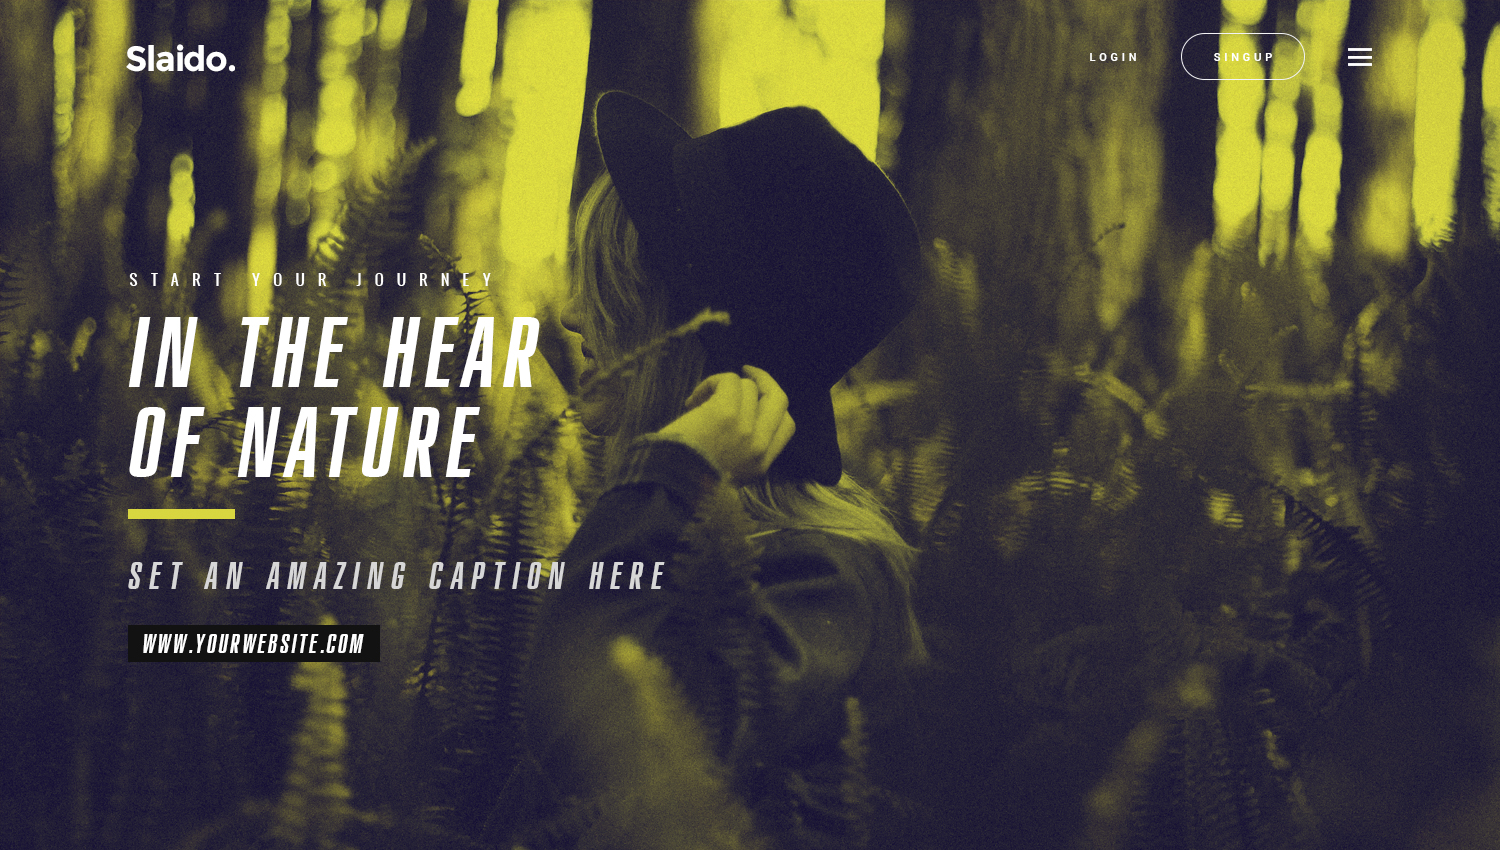 Slaido.
LOGIN
SINGUP
START YOUR JOURNEY
IN THE HEAR
OF NATURE
SET AN AMAZING CAPTION HERE
WWW.YOURWEBSITE.COM